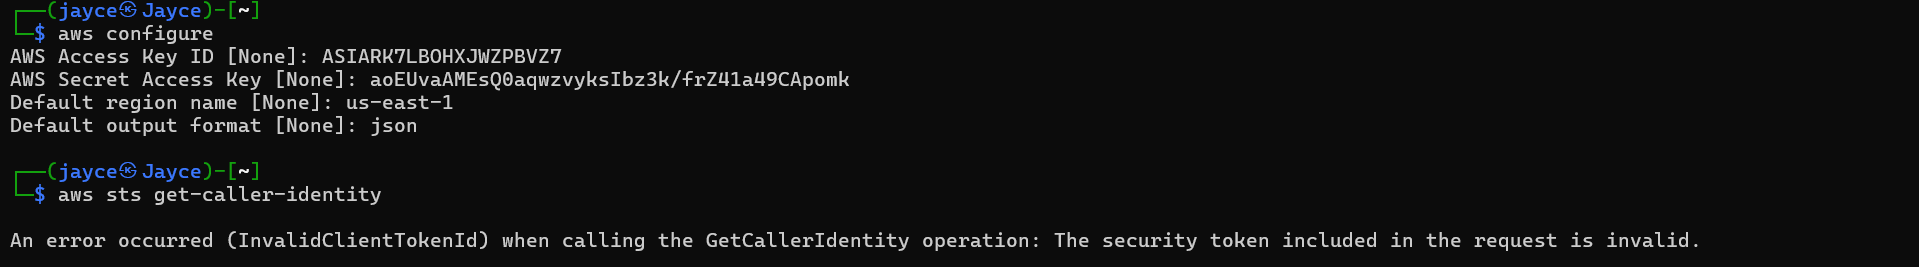 ┌──(jayce㉿Jayce)-[~]
└─$ aws configure
AWS Access Key ID [None]: ASIARK7LBOHXJWZPBVZ7
AWS Secret Access Key [None]: aoEUvaAMEsQ0aqwzvyksIbz3k/frZ41a49CApomk
Default region name [None]: us-east-1
Default output format [None]: json
┌──(jayce㉿Jayce)-[~]
└─$ aws sts get-caller-identity
An error occurred (InvalidClientTokenId) when calling the GetCallerIdentity operation: The security token included in the request is invalid.